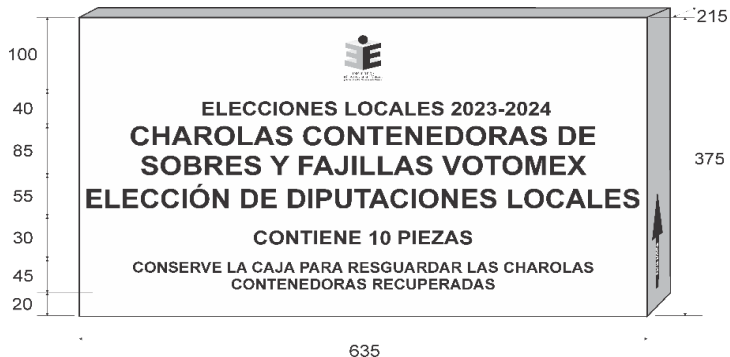 215
100
ELECCIONES LOCALES 2023-2024
40
CHAROLAS CONTENEDORAS DE
85
SOBRES Y FAJILLAS VOTOMEX
375
ELECCIÓN DE DIPUTACIONES LOCALES
55
CONTIENE 10 PIEZAS
30
CONSERVE LA CAJA PARA RESGUARDAR LAS CHAROLAS
45
CONTENEDORAS RECUPERADAS
20
635